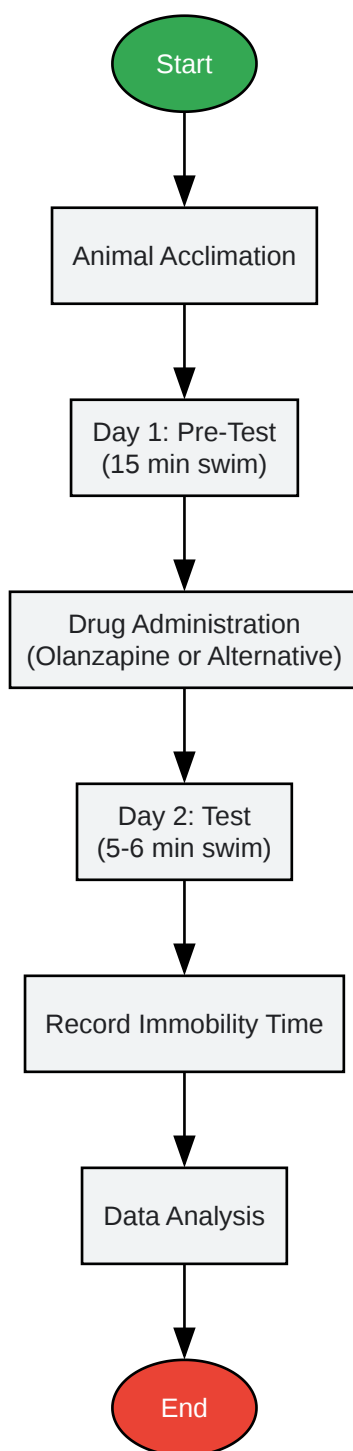 Start
Animal Acclimation
Day 1: Pre-Test
(15 min swim)
Drug Administration
(Olanzapine or Alternative)
Day 2: Test
(5-6 min swim)
Record Immobility Time
Data Analysis
End